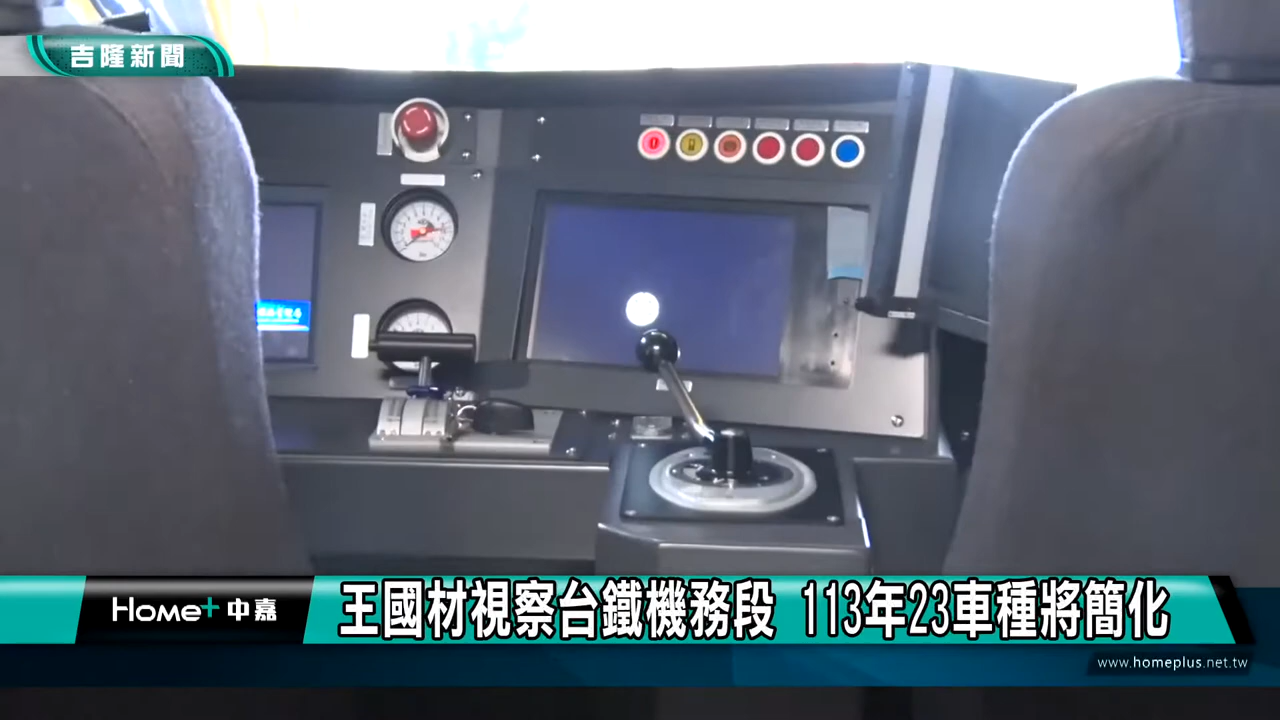 吉隆新聞
Home+ 中嘉
王國材視察台鐵機務段 113年23車種將簡化
www.homeplus.net.tw